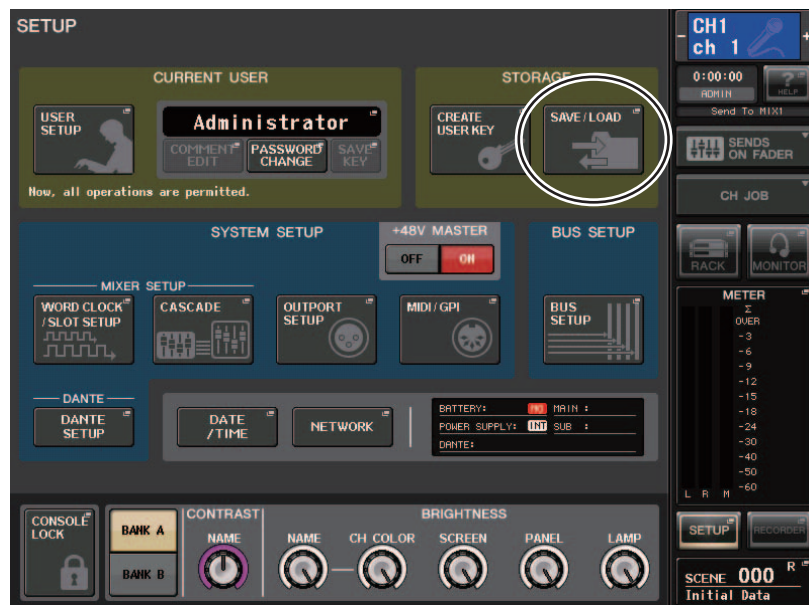 SETUP
CURRENT USER
USER
SETUP
Administrator
COMMENT
EDIT
PASSWORD
CHANGE
SAVE
KEY
Now, all operations are permitted.
STORAGE
CREATE
USER KEY
SAVE/LOAD
SYSTEM SETUP
+48V MASTER
OFF
ON
BUS SETUP
MIXER SETUP
WORD CLOCK
/SLOT SETUP
CASCADE
OUTPORT
SETUP
MIDI/GPI
BUS
SETUP
DANTE
DANTE
SETUP
DATE
/TIME
NETWORK
BATTERY: NO MAIN :
POWER SUPPLY: INT SUB :
DANTE:
CONSOLE
LOCK
BANK A
BANK B
CONTRAST
NAME
BRIGHTNESS
NAME
CH COLOR
SCREEN
PANEL
LAMP
- CH1 +
ch 1
0:00:00
ADMIN
?
HELP
Send To MIX1
SENDS
ON FADER
CH JOB
RACK
MONITOR
METER
Σ
OVER
-3
-6
-9
-12
-15
-18
-24
-30
-40
-50
-60
L R M
SETUP
RECORDER
SCENE 000 R
Initial Data